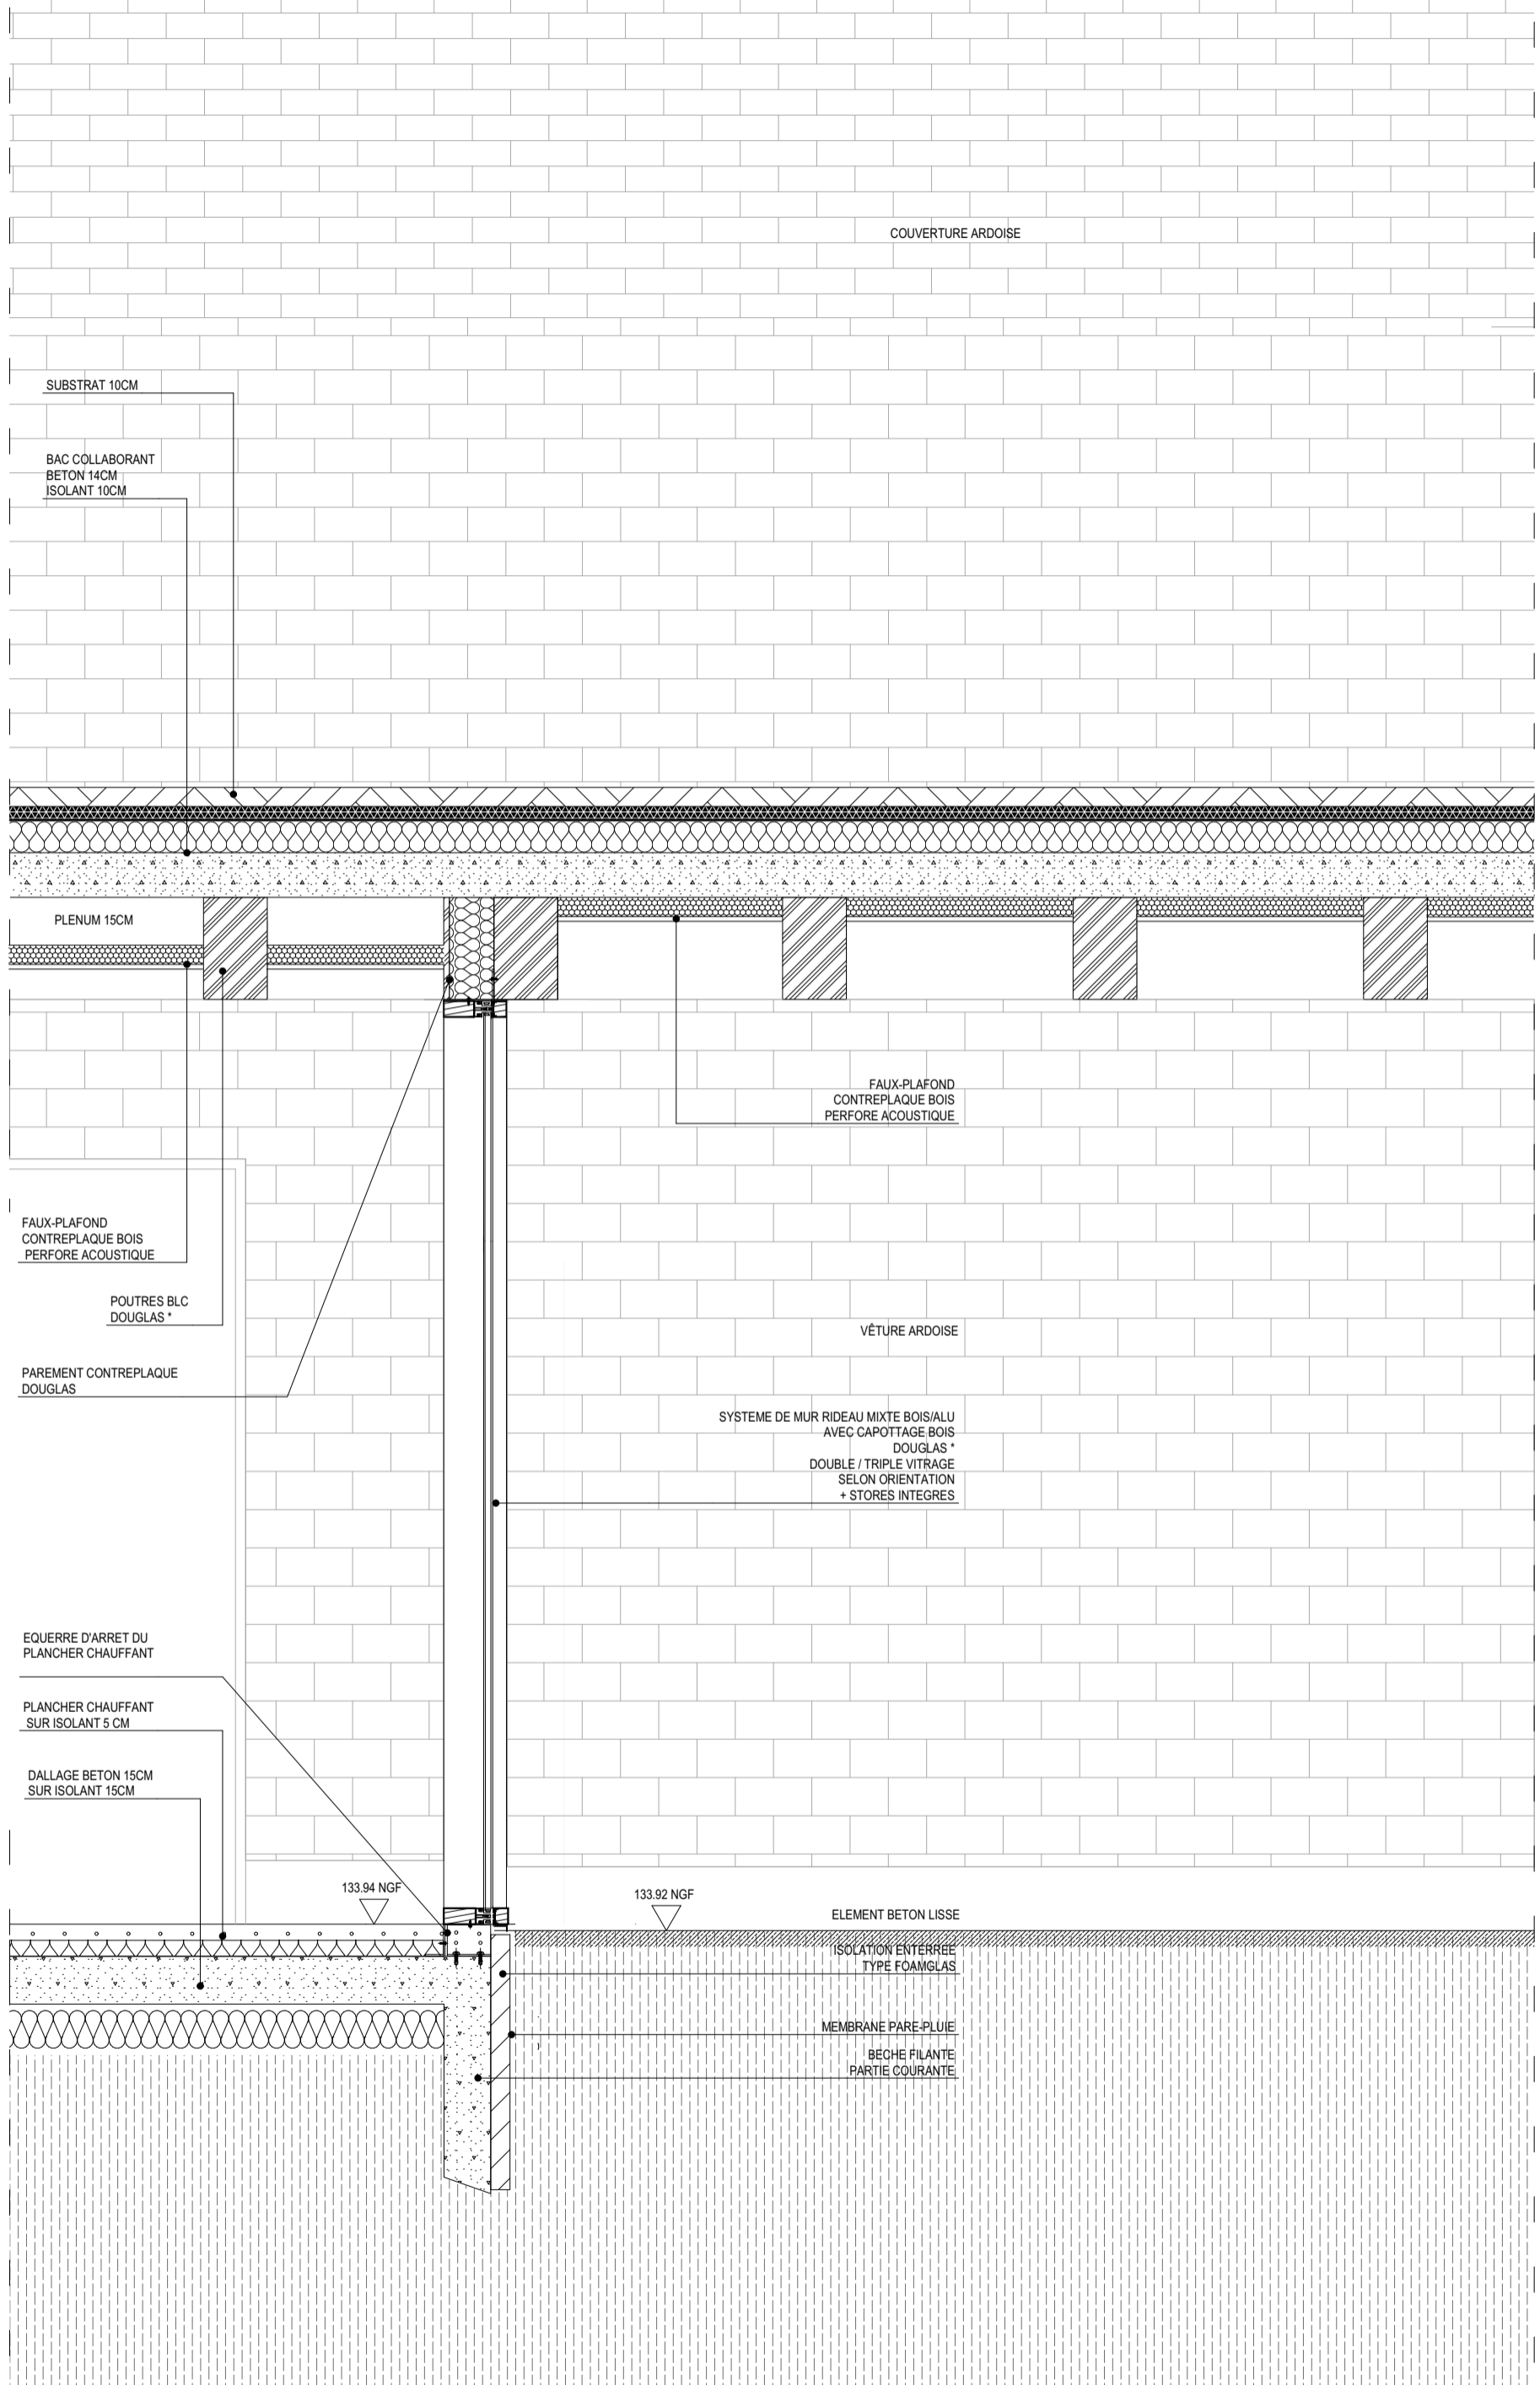 COUVERTURE ARDOISE
SUBSTRAT 10CM
BAC COLLABORANT
BETON 14CM
ISOLANT 10CM
PLENUM 15CM
FAUX-PLAFOND
CONTREPLAQUE BOIS
PERFORE ACOUSTIQUE
FAUX-PLAFOND
CONTREPLAQUE BOIS
PERFORE ACOUSTIQUE
POUTRES BLC
DOUGLAS *
VÊTURE ARDOISE
PAREMENT CONTREPLAQUE
DOUGLAS
SYSTEME DE MUR RIDEAU MIXTE BOIS/ALU
AVEC CAPOTTAGE BOIS
DOUGLAS *
DOUBLE / TRIPLE VITRAGE
SELON ORIENTATION
+ STORES INTEGRES
EQUERRE D'ARRET DU
PLANCHER CHAUFFANT
PLANCHER CHAUFFANT
SUR ISOLANT 5 CM
DALLAGE BETON 15CM
SUR ISOLANT 15CM
133.94 NGF
133.92 NGF
ELEMENT BETON LISSE
ISOLATION ENTERREE
TYPE FOAMGLAS
MEMBRANE PARE-PLUIE
BECHE FILANTE
PARTIE COURANTE